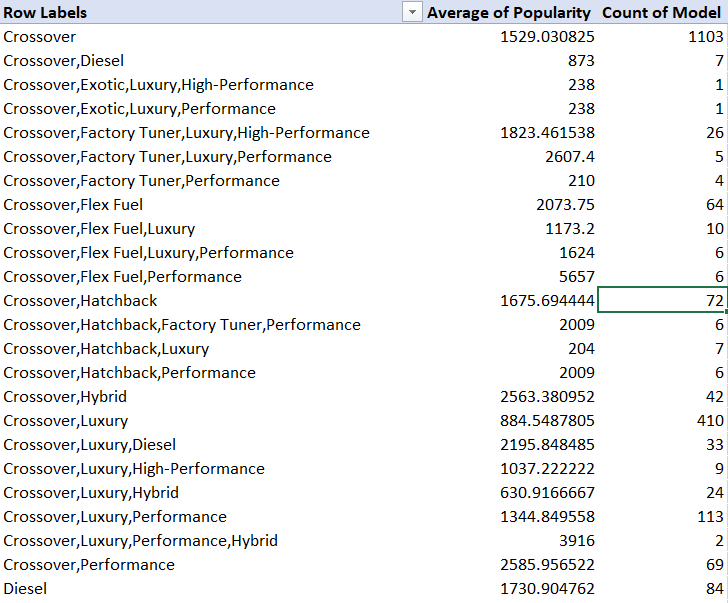 Row Labels Average of Popularity Count of Model
Crossover 1529.030825 1103
Crossover,Diesel 873 7
Crossover,Exotic,Luxury,High-Performance 238 1
Crossover,Exotic,Luxury,Performance 238 1
Crossover,Factory Tuner,Luxury,High-Performance 1823.461538 26
Crossover,Factory Tuner,Luxury,Performance 2607.4 5
Crossover,Factory Tuner,Performance 210 4
Crossover,Flex Fuel 2073.75 64
Crossover,Flex Fuel,Luxury 1173.2 10
Crossover,Flex Fuel,Luxury,Performance 1624 6
Crossover,Flex Fuel,Performance 5657 6
Crossover,Hatchback 1675.694444 72
Crossover,Hatchback,Factory Tuner,Performance 2009 6
Crossover,Hatchback,Luxury 204 7
Crossover,Hatchback,Performance 2009 6
Crossover,Hybrid 2563.380952 42
Crossover,Luxury 884.5487805 410
Crossover,Luxury,Diesel 2195.848485 33
Crossover,Luxury,High-Performance 1037.222222 9
Crossover,Luxury,Hybrid 630.9166667 24
Crossover,Luxury,Performance 1344.849558 113
Crossover,Luxury,Performance,Hybrid 3916 2
Crossover,Performance 2585.956522 69
Diesel 1730.904762 84